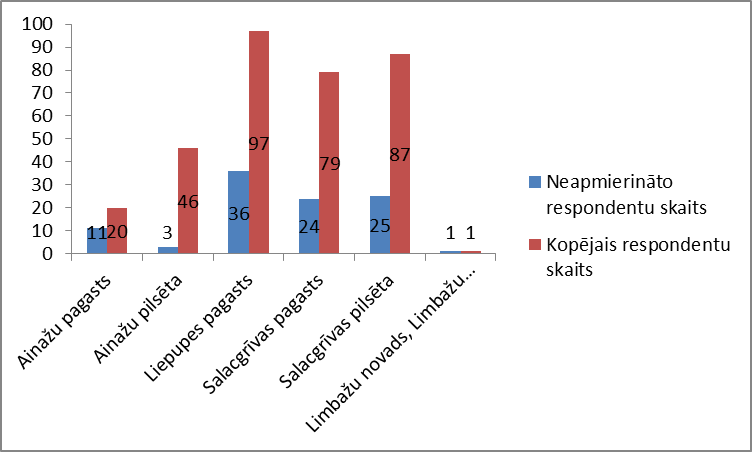 100
90
80
70
60
50
40
30
20
10
0
11
20
3
46
36
97
24
79
25
87
1
1
Ainažu pagasts
Ainažu pilsēta
Liepupes pagasts
Salacgrīvas pagasts
Salacgrīvas pilsēta
Limbažu novads, Limbažu...
Neapmierināto
respondentu skaits
Kopējais respondentu
skaits